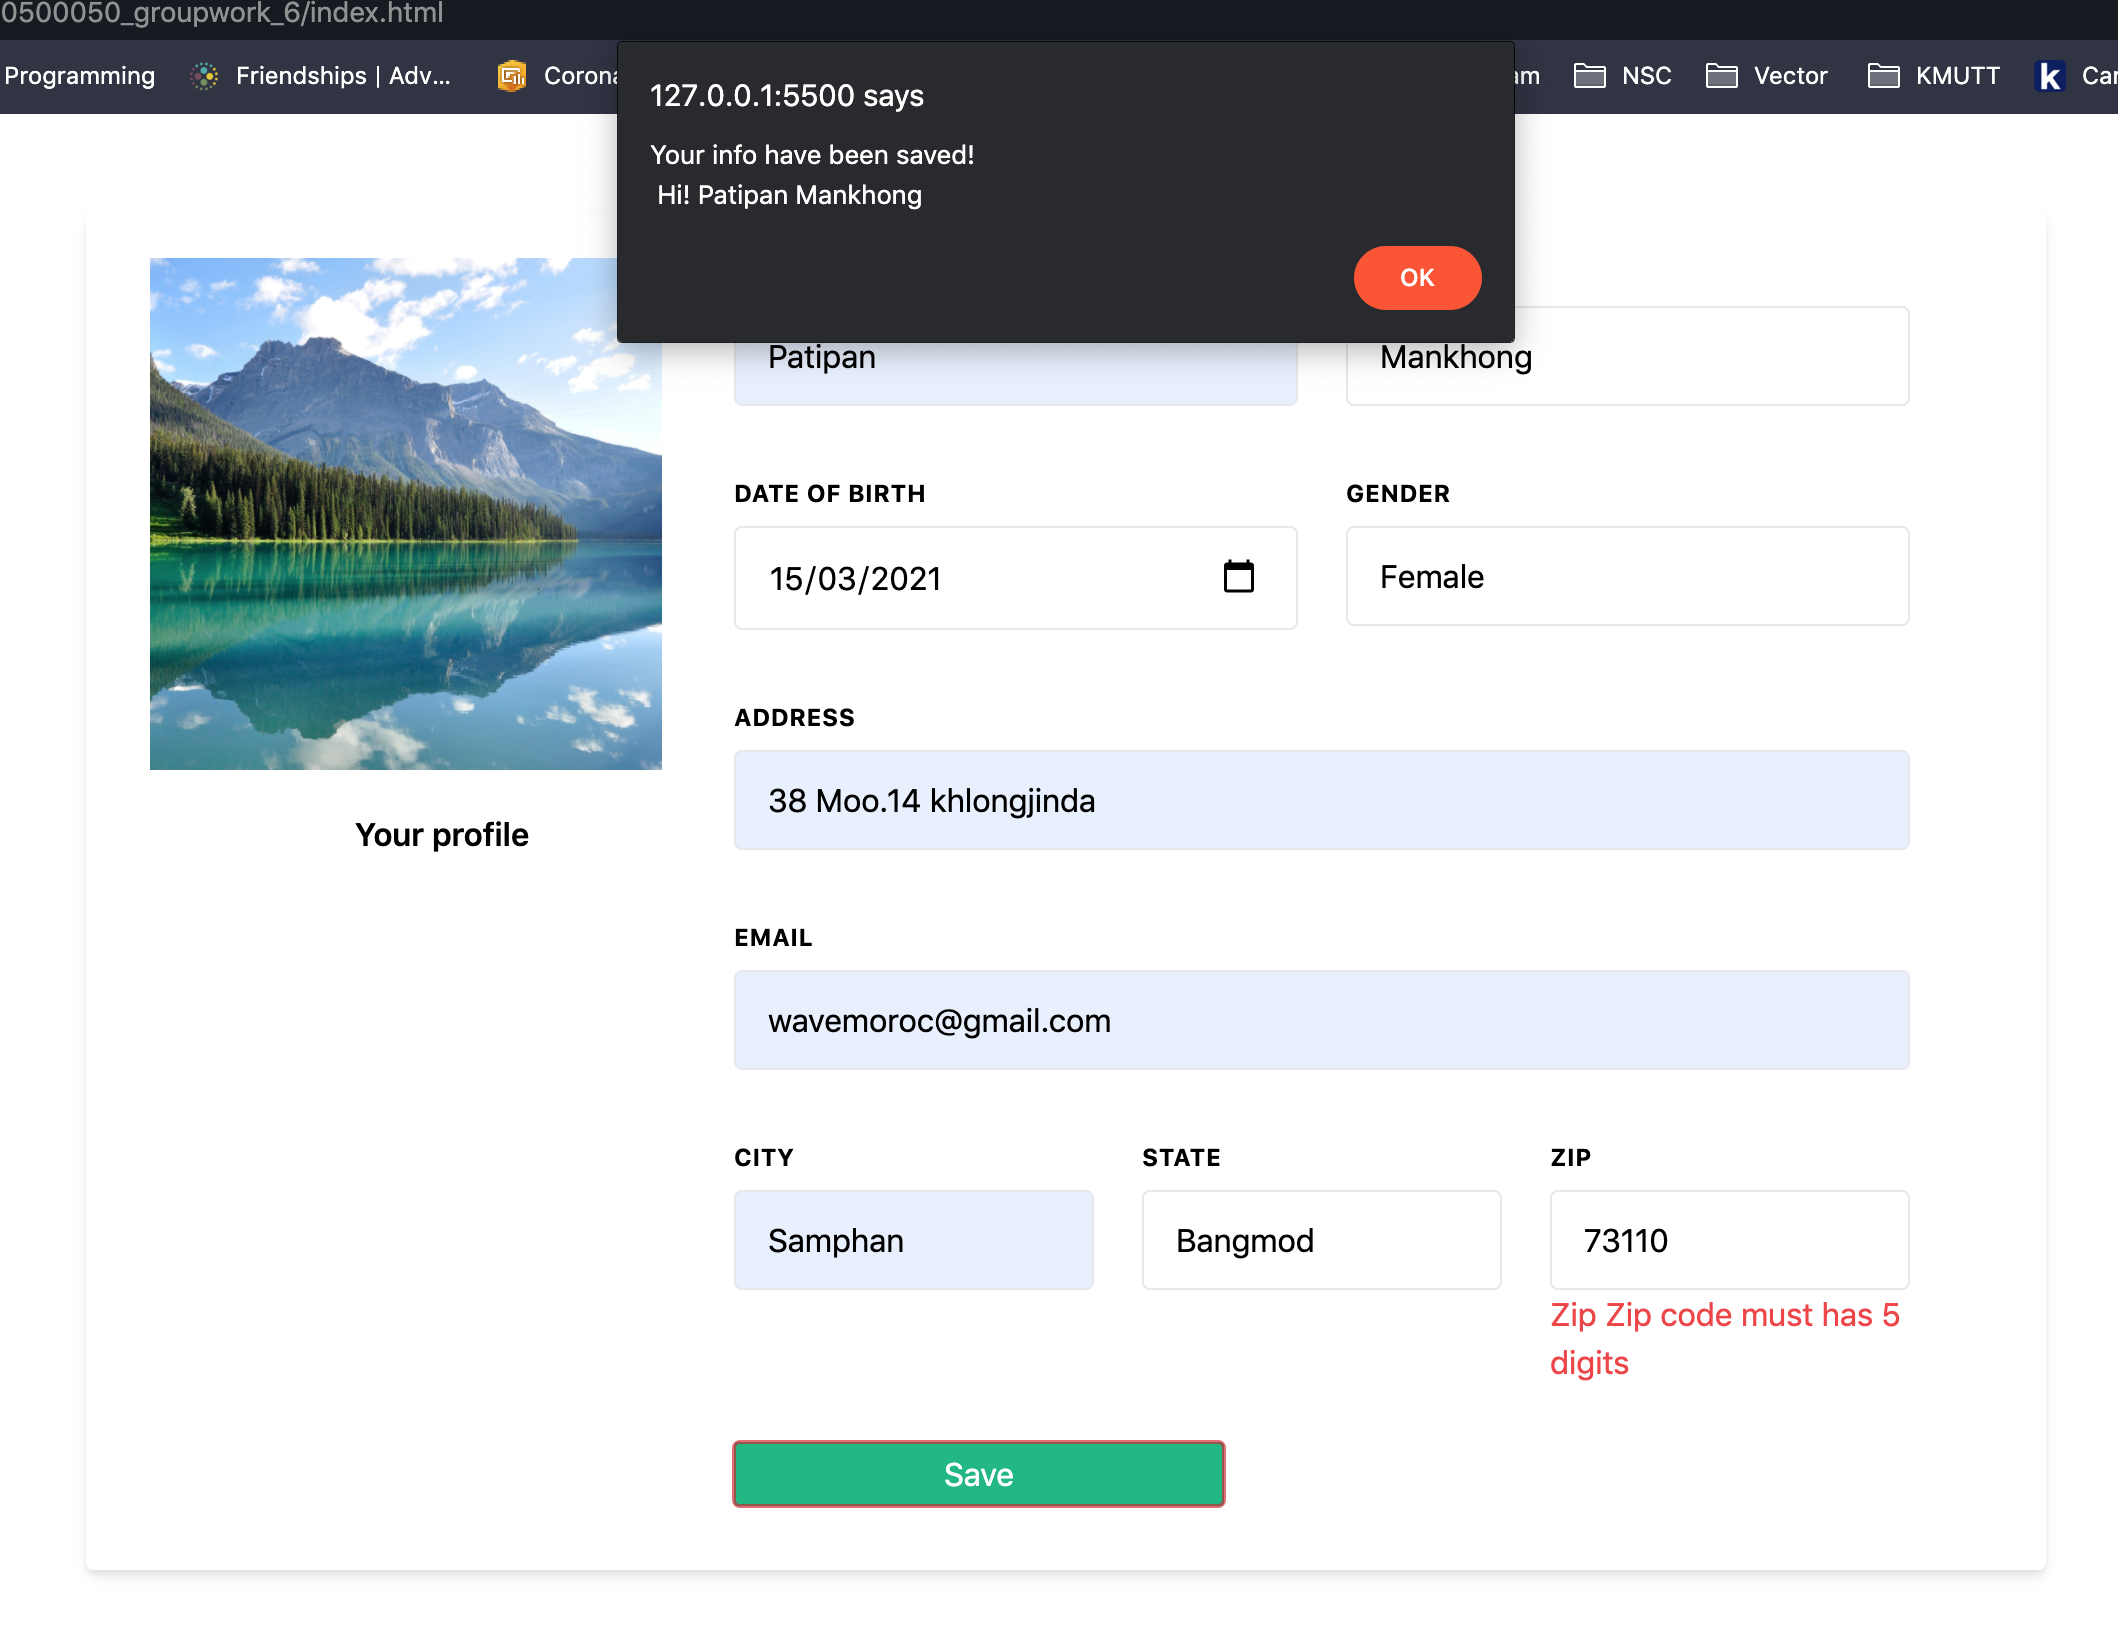 0500050_groupwork_6/index.html
Programming Friendships | Adv... NSC Vector KMUTT
127.0.0.1:5500 says
Your info have been saved!
Hi! Patipan Mankhong
OK
Patipan Mankhong
DATE OF BIRTH GENDER
15/03/2021 Female
ADDRESS
38 Moo.14 khlongjinda
Your profile
EMAIL
wavemoroc@gmail.com
CITY STATE ZIP
Samphan Bangmod 73110
Zip Zip code must has 5
digits
Save